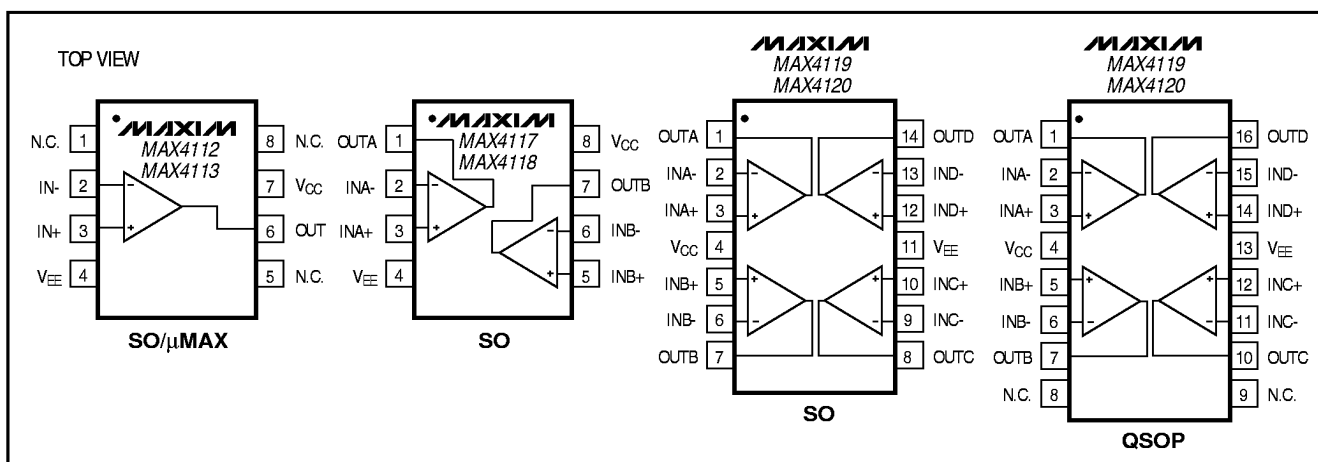 TOP VIEW
MAXIM
MAX4112
MAX4113
N.C. 1
IN- 2
IN+ 3
VEE 4
8 N.C.
7 VCC
6 OUT
5 N.C.
- 
+
SO/µMAX
MAXIM
MAX4117
MAX4118
OUTA 1
INA- 2
INA+ 3
VEE 4
8 VCC
7 OUTB
6 INB-
5 INB+
-
+
-
+
SO
MAXIM
MAX4119
MAX4120
OUTA 1
INA- 2
INA+ 3
VCC 4
INB+ 5
INB- 6
OUTB 7
14 OUTD
13 IND-
12 IND+
11 VEE
10 INC+
9 INC-
8 OUTC
-
+
-
+
+
-
+
-
SO
MAXIM
MAX4119
MAX4120
OUTA 1
INA- 2
INA+ 3
VCC 4
INB+ 5
INB- 6
OUTB 7
N.C. 8
16 OUTD
15 IND-
14 IND+
13 VEE
12 INC+
11 INC-
10 OUTC
9 N.C.
-
+
-
+
+
-
+
-
QSOP